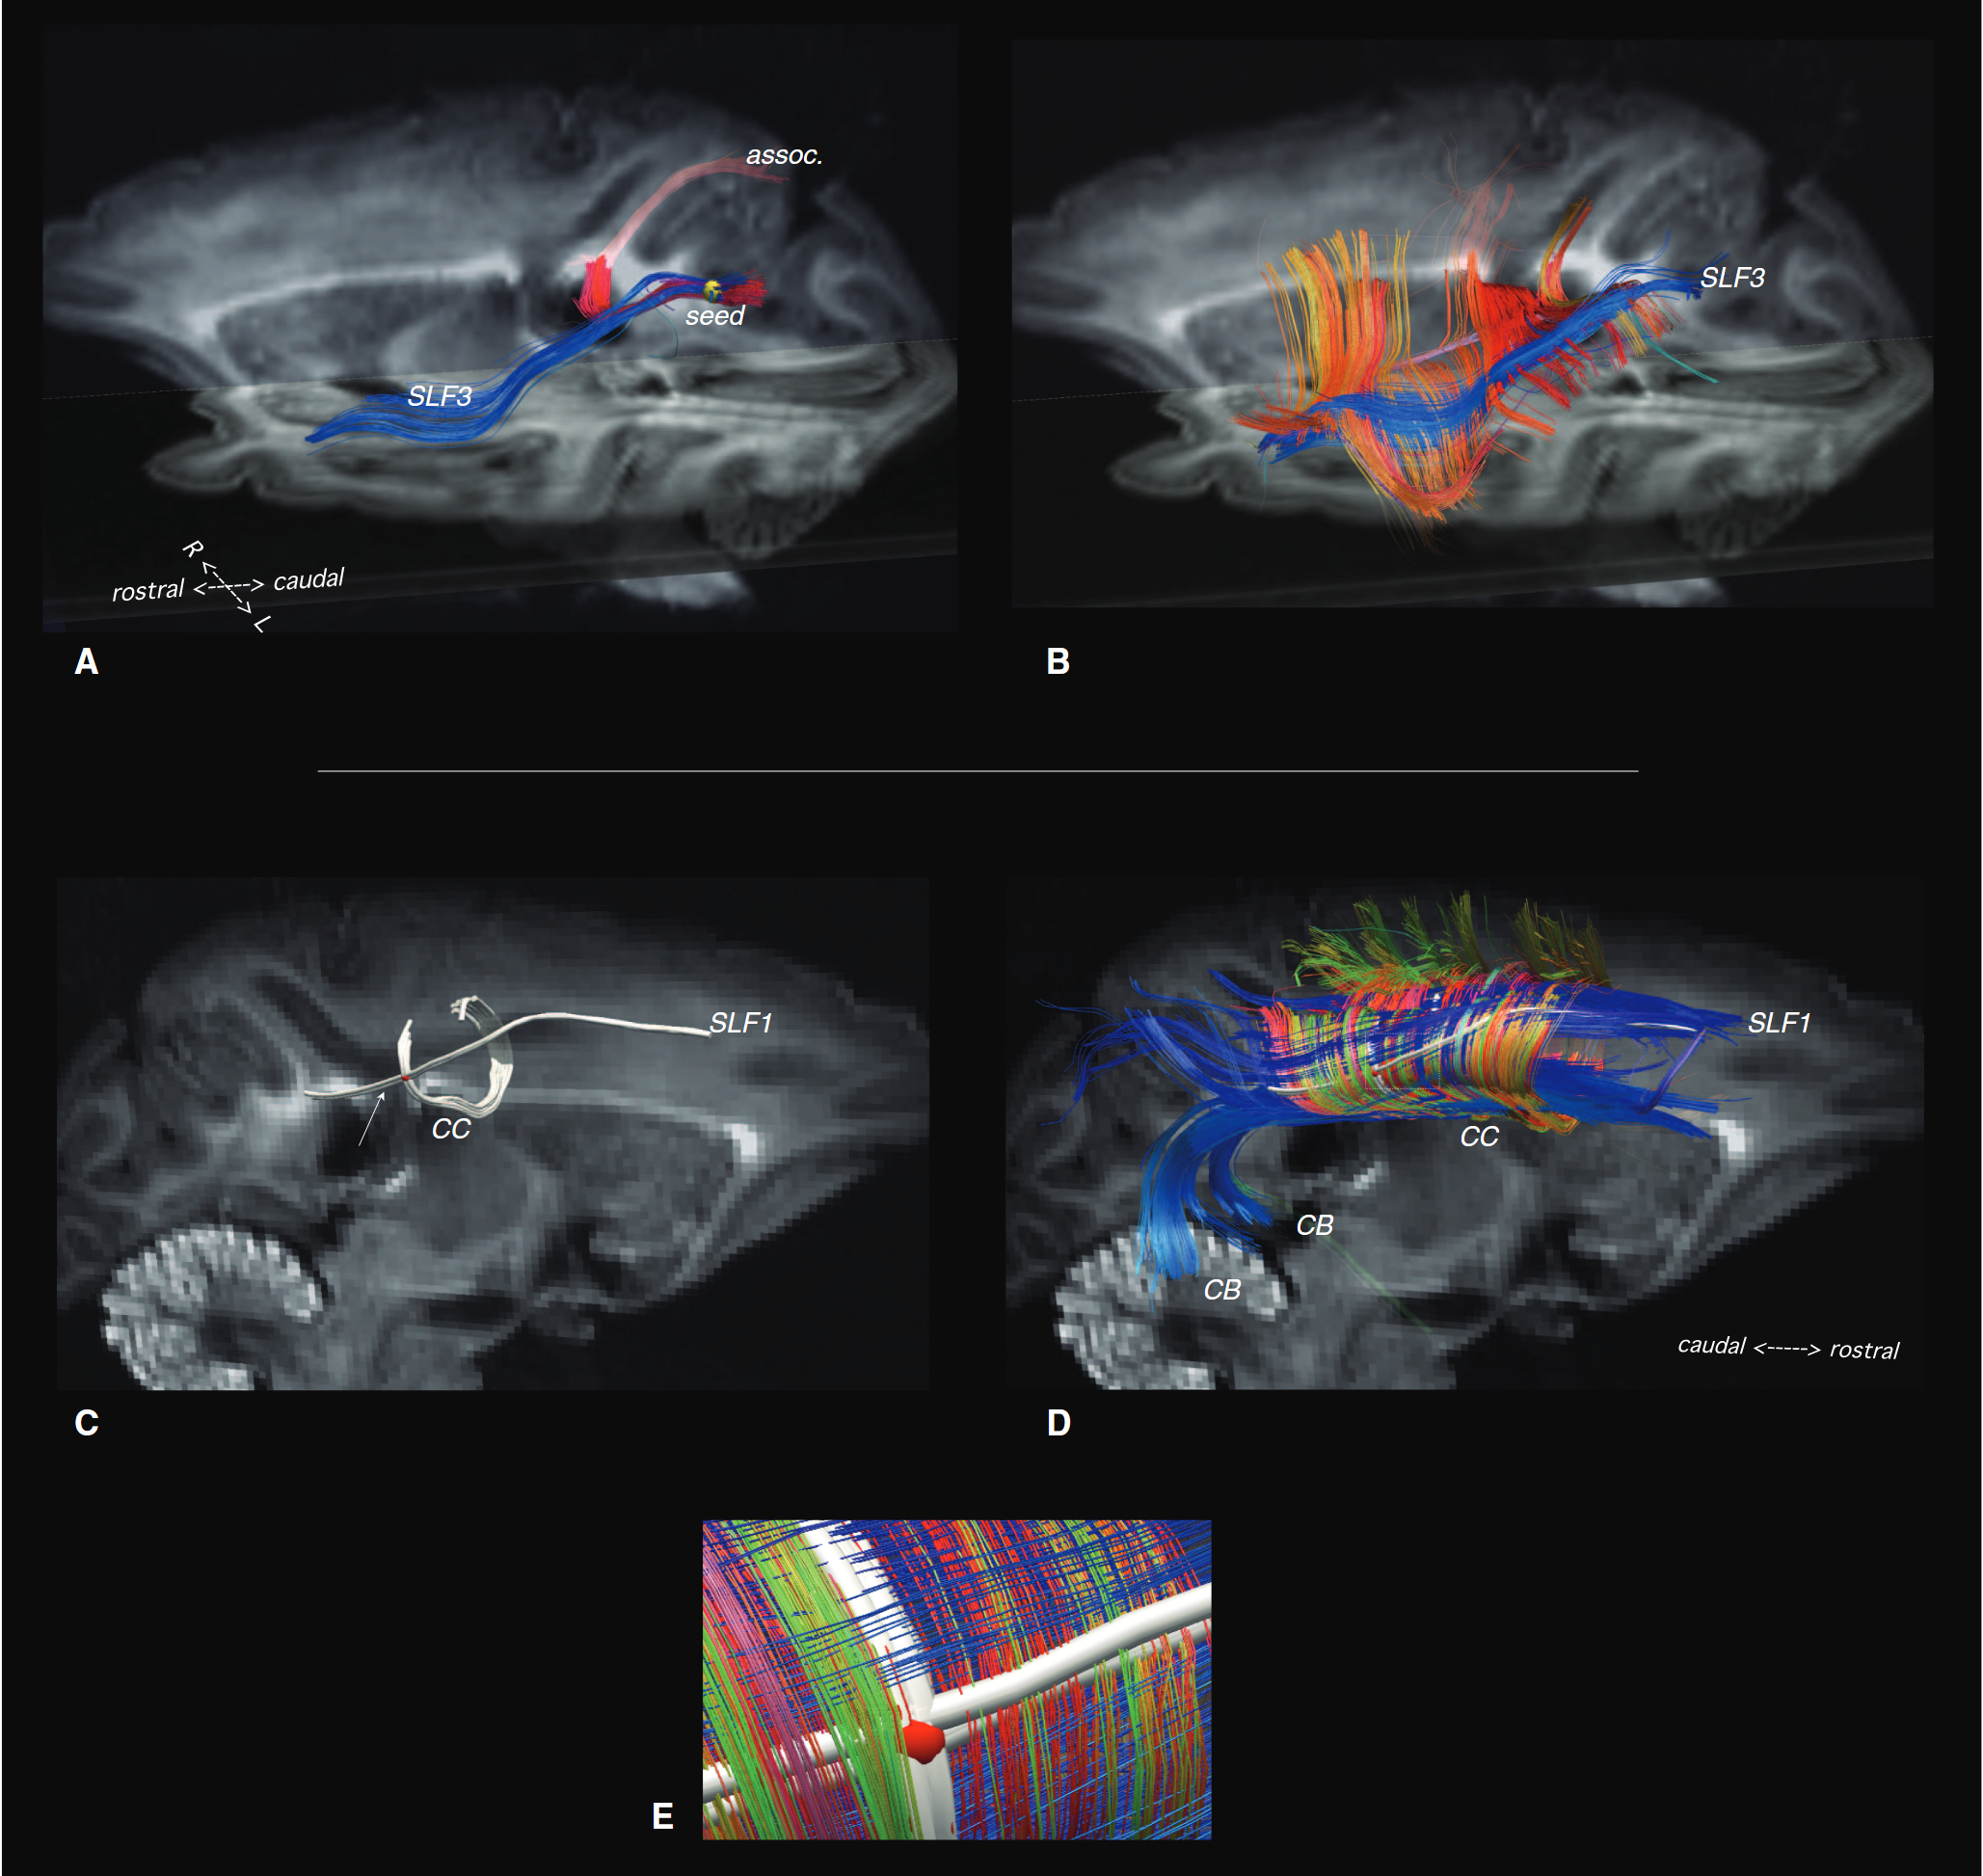 assoc.
seed
SLF3
R
rostral <-----> caudal
L
A
SLF3
B
SLF1
CC
C
SLF1
CC
CB
CB
caudal <-----> rostral
D
E